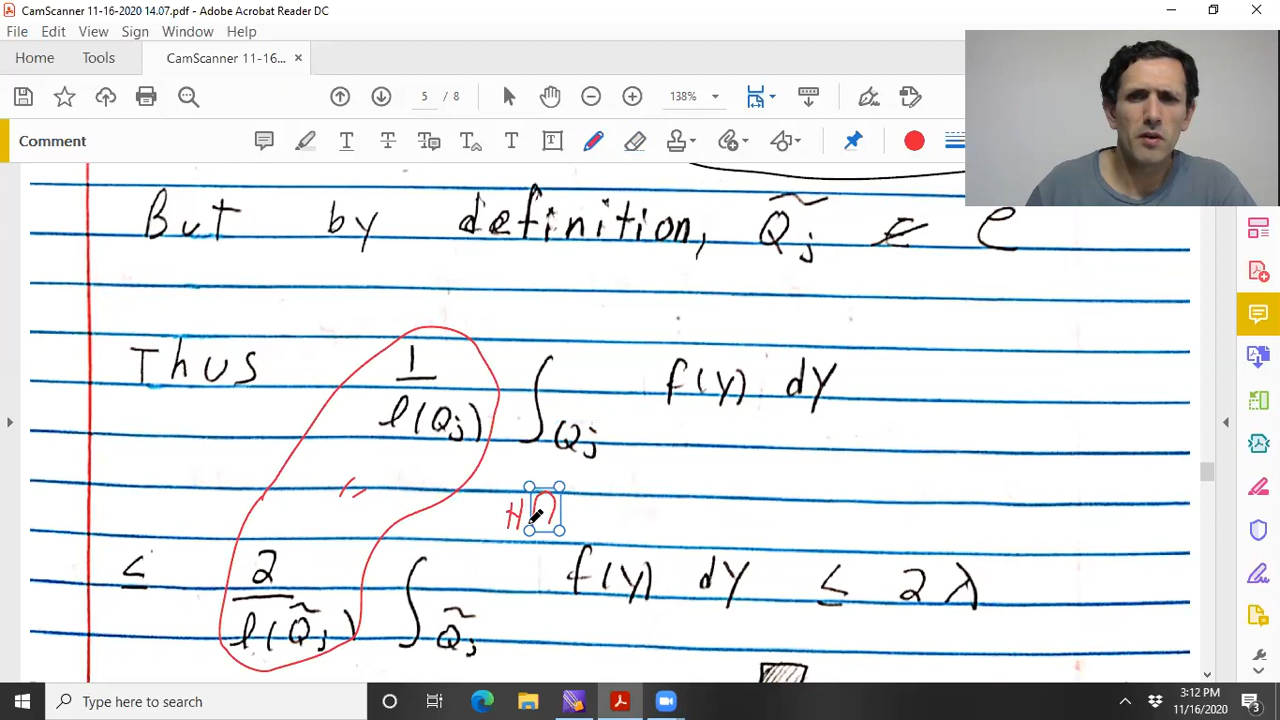 CamScanner 11-16-2020 14.07.pdf - Adobe Acrobat Reader DC
File Edit View Sign Window Help
Home Tools CamScanner 11-16... ×
5 / 8 138%
Comment
But by definition, Q̃j ∉ C
Thus 1/l(Qj) ∫Qj f(y) dy
=
H ∩
≤ 2/l(Q̃j) ∫Q̃j f(y) dy ≤ 2λ
Type here to search
3:12 PM
11/16/2020
3